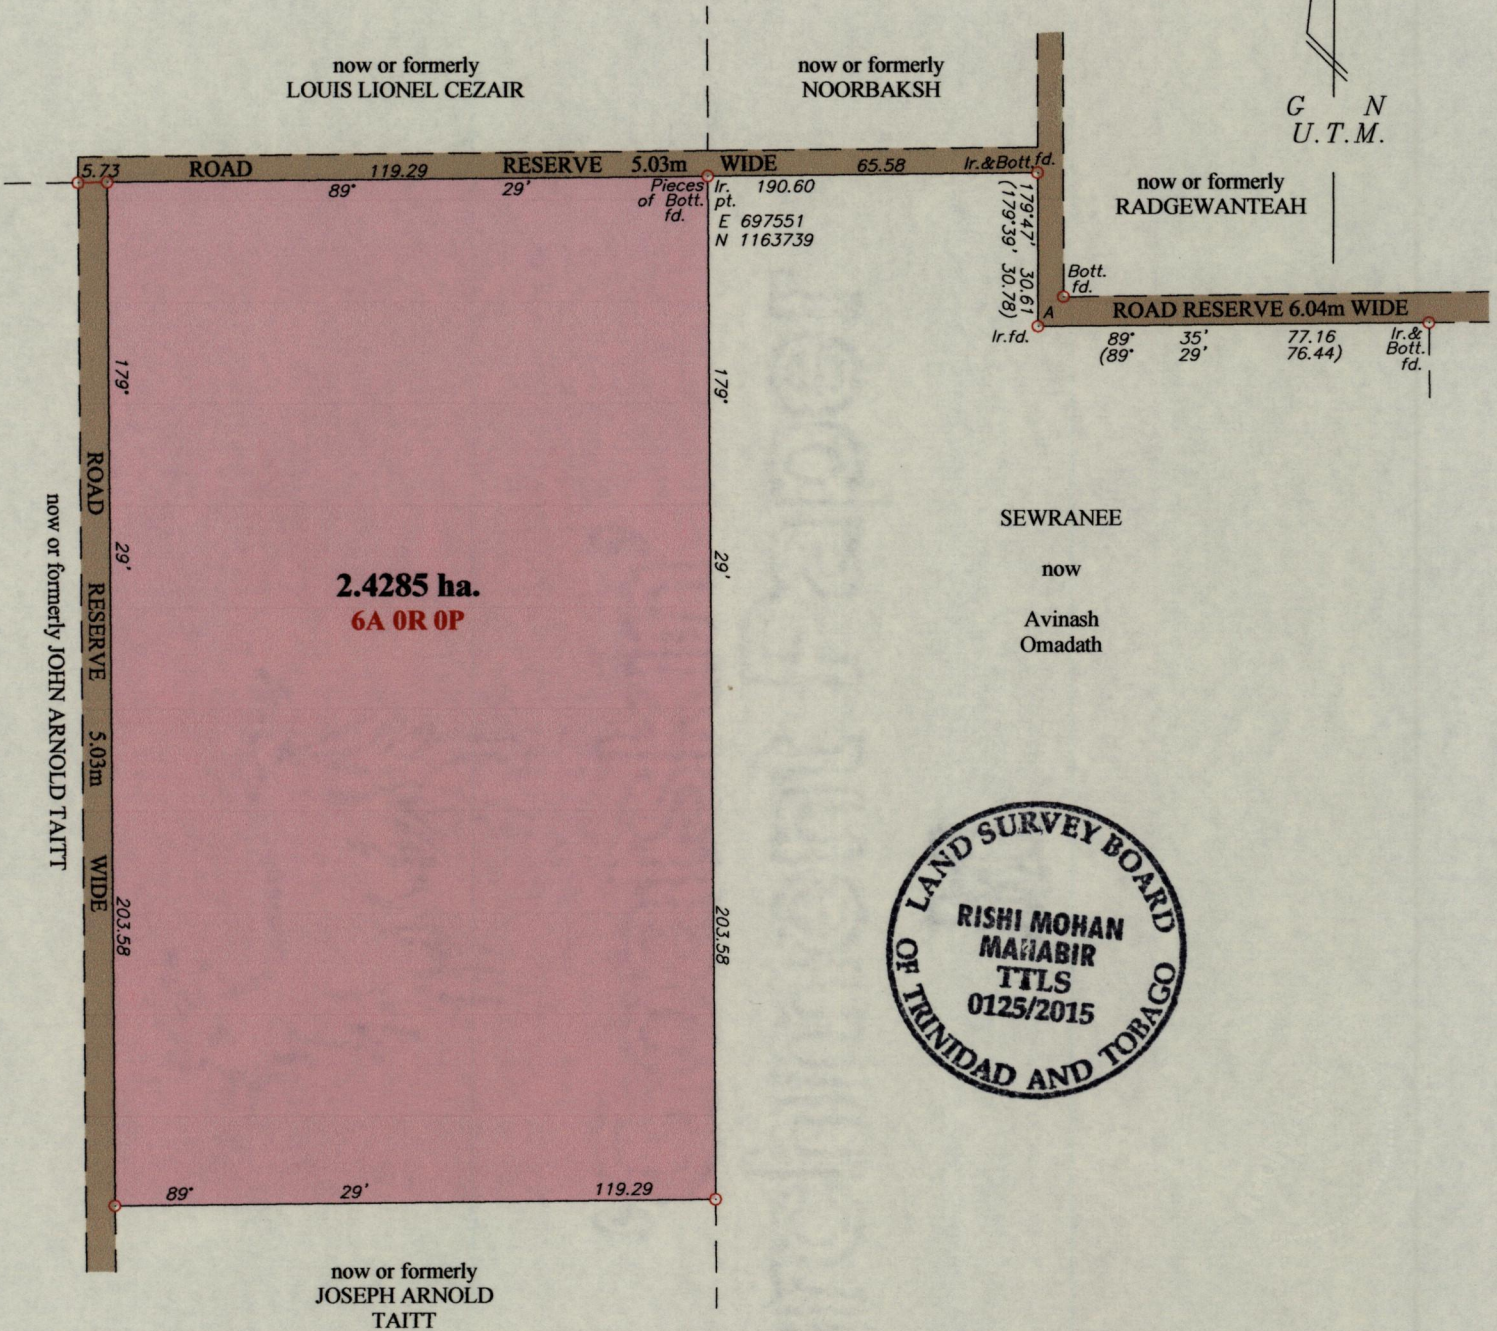 now or formerly
LOUIS LIONEL CEZAIR
now or formerly
NOORBAKSH
G N
U.T.M.
now or formerly
RADGEWANTEAH
5.73 ROAD 119.29 RESERVE 5.03m WIDE 65.58 Ir.&Bott.fd.
89° 29'
Pieces
of Bott.
fd.
Ir. 190.60
pt.
E 697551
N 1163739
179°47' 30.61
(179°39' 30.78)
Bott.
fd.
A
Ir.fd.
ROAD RESERVE 6.04m WIDE
89° 35' 77.16
(89° 29' 76.44)
Ir.&
Bott.
fd.
179° 29' 203.58
ROAD RESERVE 5.03m WIDE
now or formerly JOHN ARNOLD TAITT
2.4285 ha.
6A 0R 0P
179° 29' 203.58
SEWRANEE
now
Avinash
Omadath
LAND SURVEY BOARD
RISHI MOHAN
MAHABIR
TTLS
0125/2015
OF TRINIDAD AND TOBAGO
89° 29' 119.29
now or formerly
JOSEPH ARNOLD
TAITT